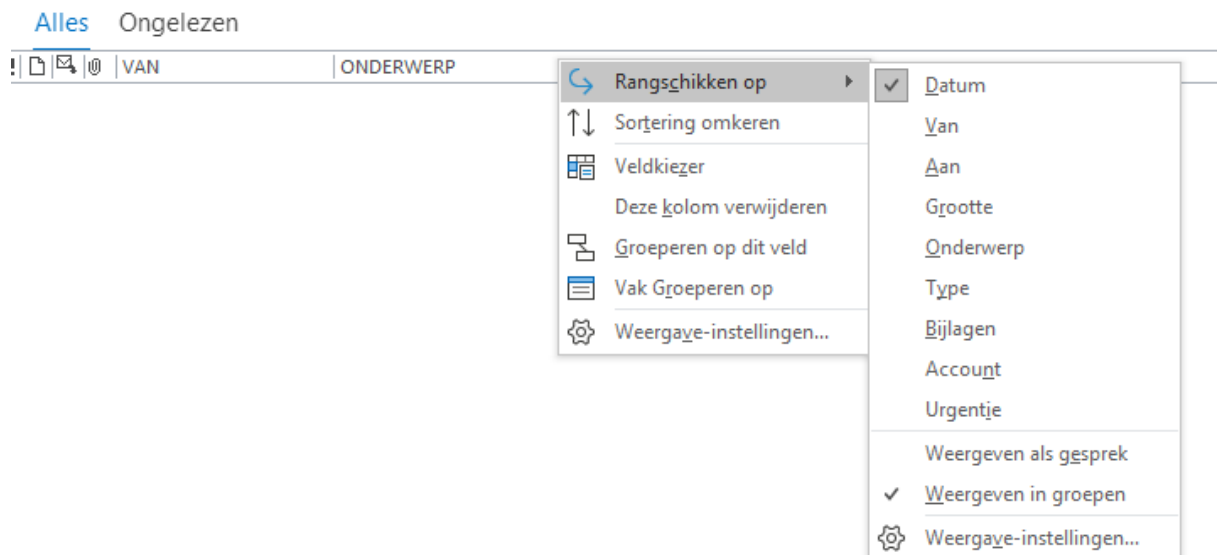 Alles Ongelezen
! VAN ONDERWERP
Rangschikken op
Sortering omkeren
Veldkiezer
Deze kolom verwijderen
Groeperen op dit veld
Vak Groeperen op
Weergave-instellingen...
Datum
Van
Aan
Grootte
Onderwerp
Type
Bijlagen
Account
Urgentie
Weergeven als gesprek
Weergeven in groepen
Weergave-instellingen...